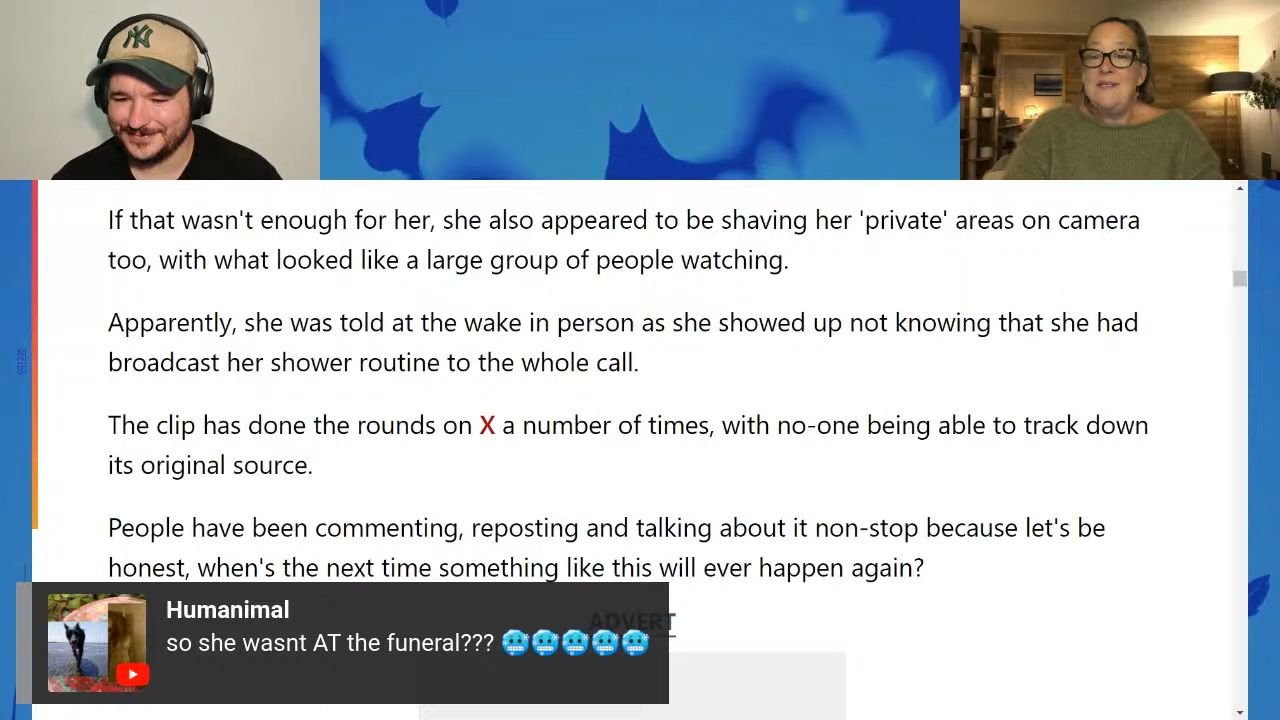 NY
If that wasn't enough for her, she also appeared to be shaving her 'private' areas on camera
too, with what looked like a large group of people watching.
Apparently, she was told at the wake in person as she showed up not knowing that she had
broadcast her shower routine to the whole call.
The clip has done the rounds on X a number of times, with no-one being able to track down
its original source.
People have been commenting, reposting and talking about it non-stop because let's be
honest, when's the next time something like this will ever happen again?
ADVERT
Humanimal
so she wasnt AT the funeral??? 🥶🥶🥶🥶🥶